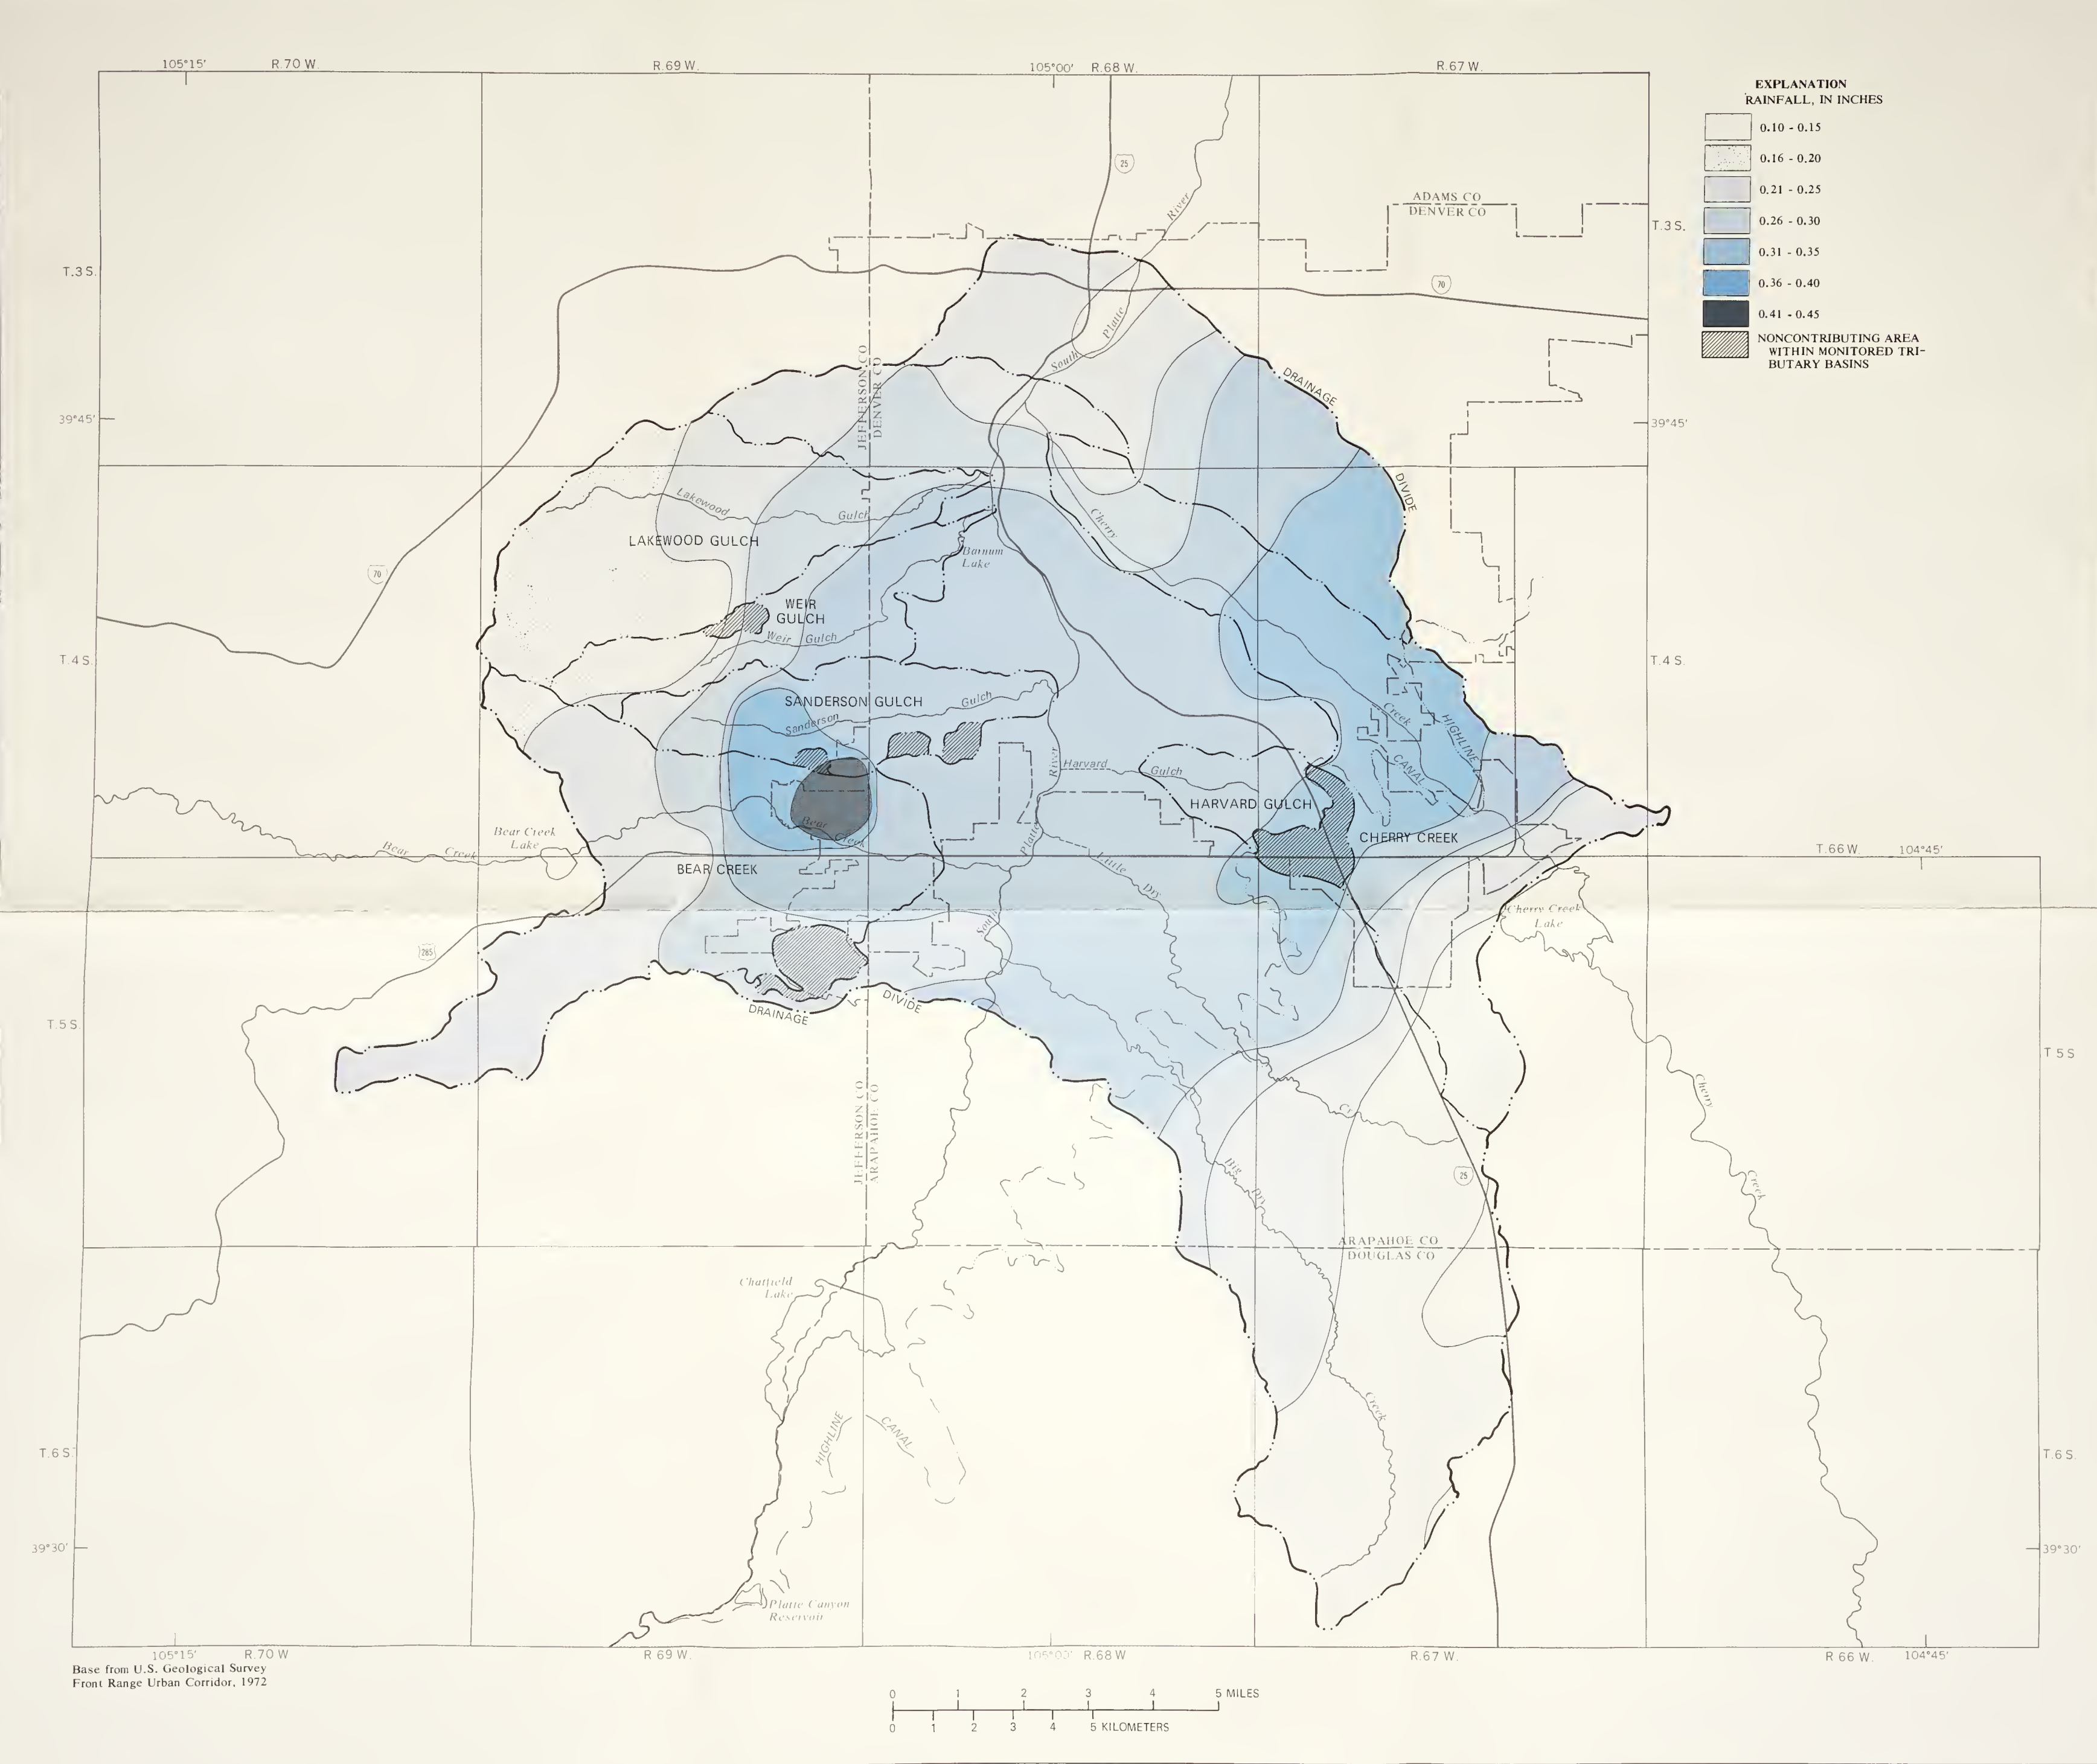 105°15'
R.70 W.
R.69 W.
105°00'
R.68 W.
R.67 W.
EXPLANATION
RAINFALL, IN INCHES
0.10 - 0.15
0.16 - 0.20
0.21 - 0.25
0.26 - 0.30
0.31 - 0.35
0.36 - 0.40
0.41 - 0.45
NONCONTRIBUTING AREA
WITHIN MONITORED TRI-
BUTARY BASINS
25
River
ADAMS CO
DENVER CO
T.3 S.
T.3 S.
70
Platte
South
JEFFERSON CO
DENVER CO
DRAINAGE
DIVIDE
39°45'
39°45'
Lakewood
Gulch
Cherry
LAKEWOOD GULCH
Barnum
Lake
70
WEIR
GULCH
Weir Gulch
T.4 S.
T.4 S.
SANDERSON GULCH
Gulch
Sanderson
Creek
HIGHLINE
CANAL
River
Harvard
Gulch
HARVARD GULCH
CHERRY CREEK
Bear
Creek
Bear Creek
Lake
Bear Creek
Platte
BEAR CREEK
Little Dry
T.66 W.
104°45'
South
Cherry Creek
Lake
285
DRAINAGE
DIVIDE
T.5 S.
T 5 S
JEFFERSON CO
ARAPAHOE CO
Cr
Cherry
Creek
Big Dry
25
ARAPAHOE CO
DOUGLAS CO
Chatfield
Lake
Creek
HIGHLINE
CANAL
T.6 S.
T.6 S.
39°30'
39°30'
Platte Canyon
Reservoir
105°15'
R.70 W
R 69 W.
105°00'
R.68 W
R.67 W.
R 66 W.
104°45'
Base from U.S. Geological Survey
Front Range Urban Corridor, 1972
0 1 2 3 4 5 MILES
0 1 2 3 4 5 KILOMETERS